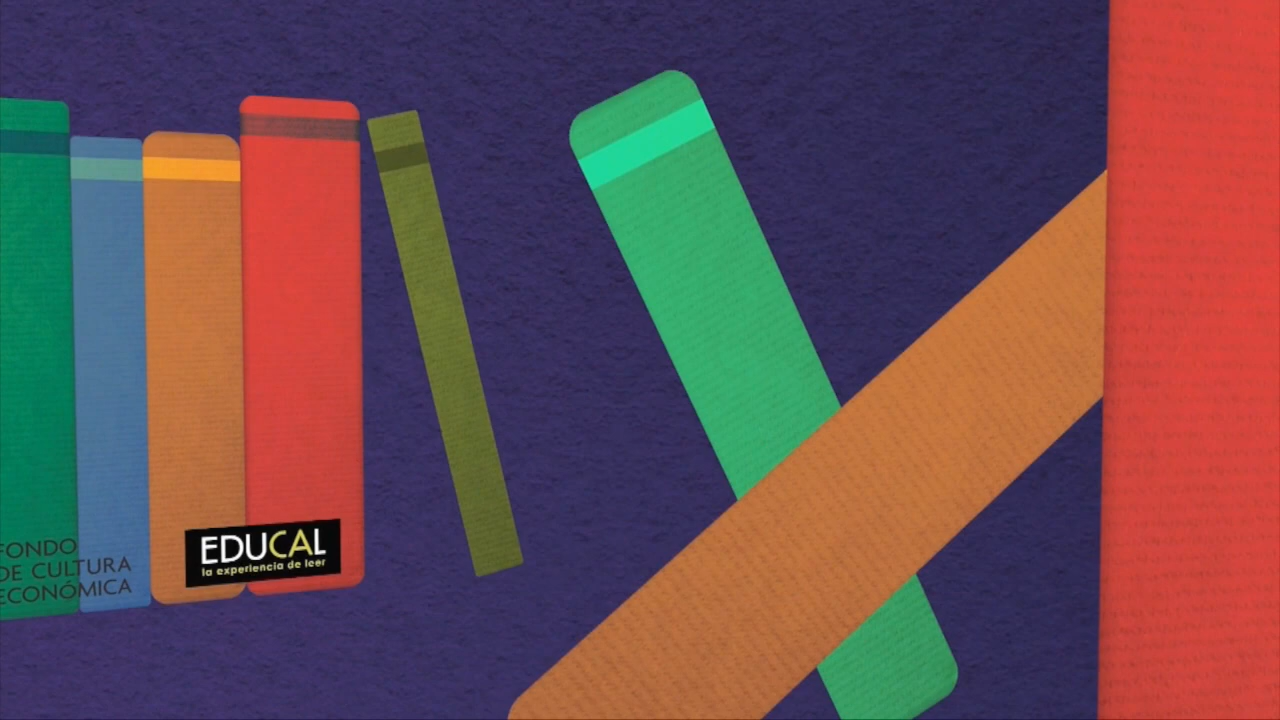 FONDO
DE CULTURA
ECONÓMICA
EDUCAL
la experiencia de leer